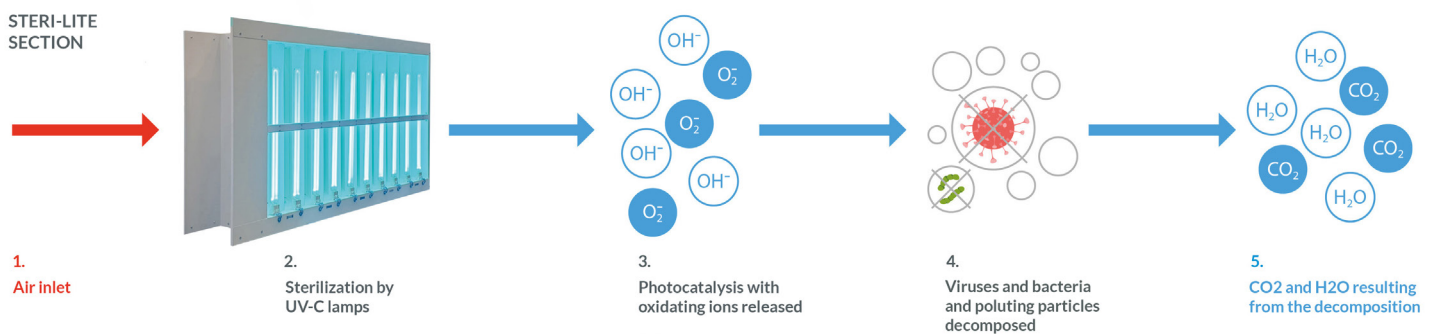 STERI-LITE
SECTION
OH⁻
O₂⁻
OH⁻
O₂⁻
OH⁻
OH⁻
O₂⁻
H₂O
CO₂
H₂O
H₂O
CO₂
CO₂
H₂O
1.
Air inlet
2.
Sterilization by
UV-C lamps
3.
Photocatalysis with
oxidating ions released
4.
Viruses and bacteria
and poluting particles
decomposed
5.
CO2 and H2O resulting
from the decomposition